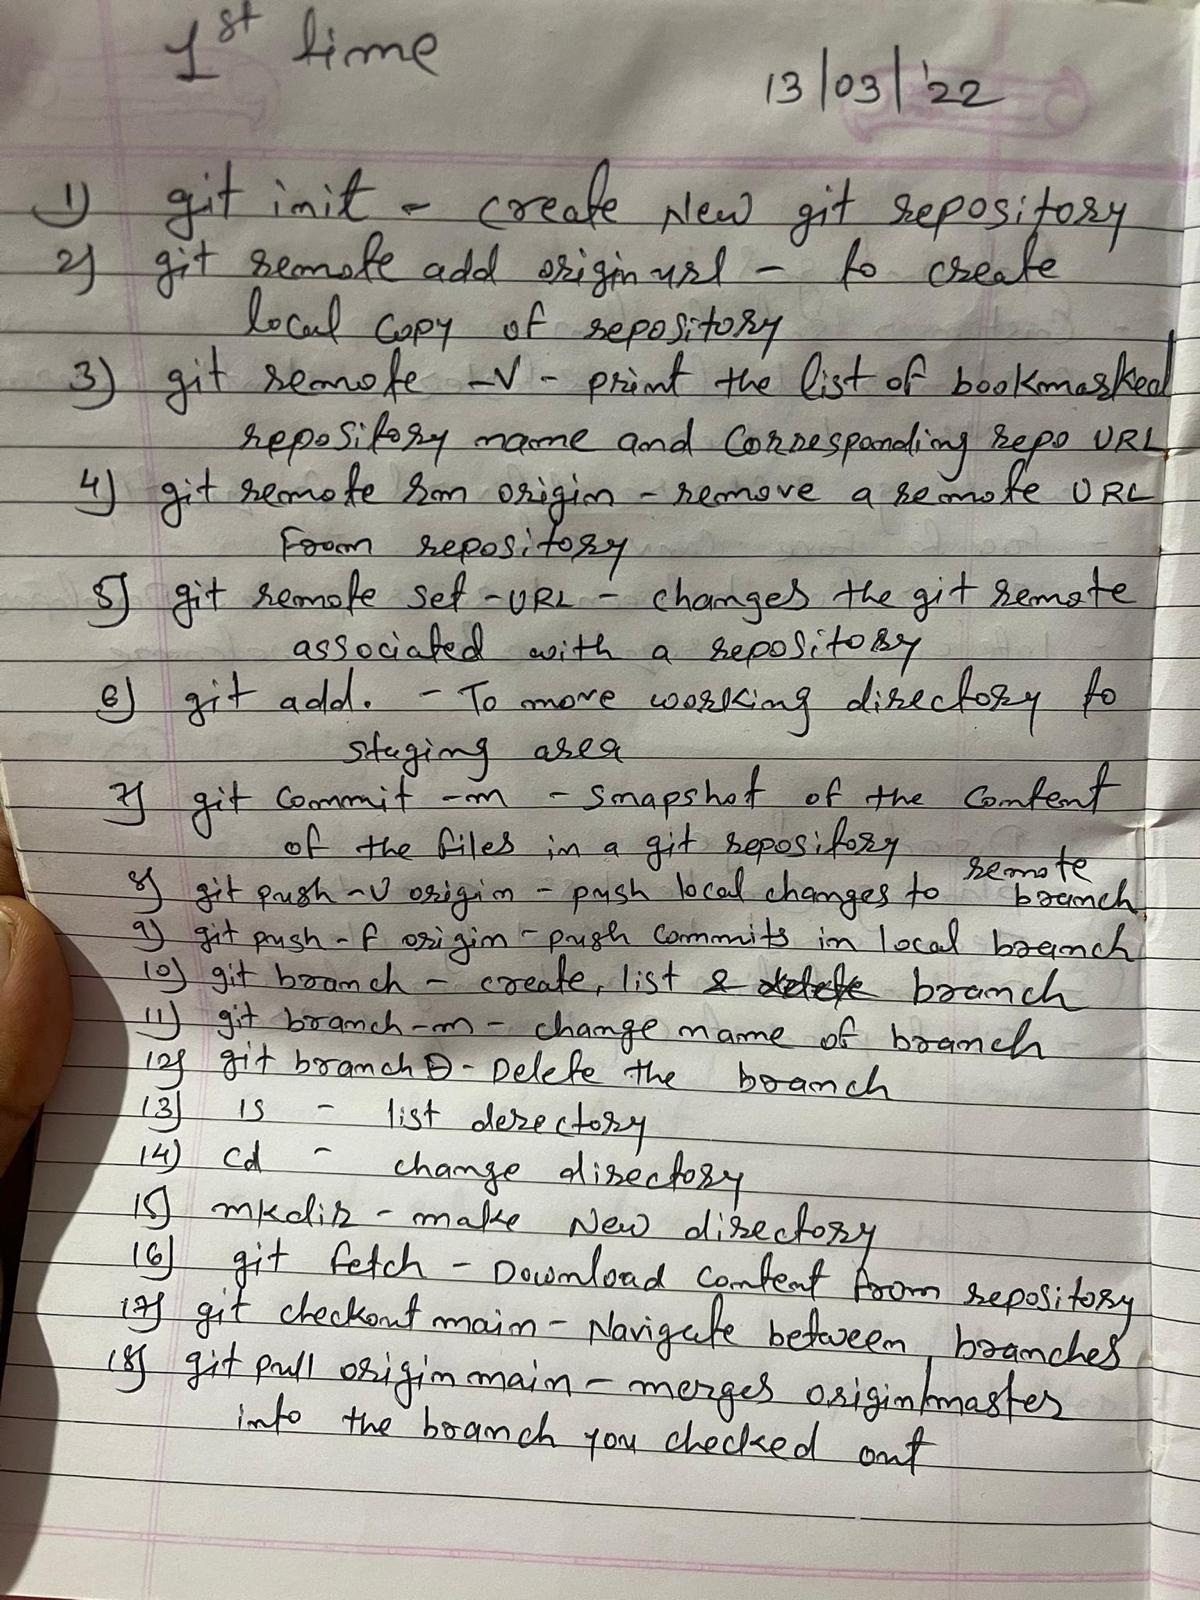 1st time
13/03/'22
1) git init - create New git repository
2) git remote add origin url - to create
local copy of repository
3) git remote -V - print the list of bookmarked
repository name and Corresponding repo URL
4) git remote rm origin - remove a remote URL
from repository
5) git remote set -URL - changes the git remote
associated with a repository
6) git add. - To move working directory to
staging area
7) git commit -m - Snapshot of the Content
of the files in a git repository
8) git push -U origin - push local changes to remote branch
9) git push -f origin - push commits in local branch
10) git branch - create, list & delete branch
11) git branch -m - change name of branch
12) git branch D - Delete the branch
13) ls - list derectory
14) cd - change directory
15) mkdir - make New directory
16) git fetch - Download content from repository
17) git checkout main - Navigate between branches
18) git pull origin main - merges origin/master
into the branch you checked out